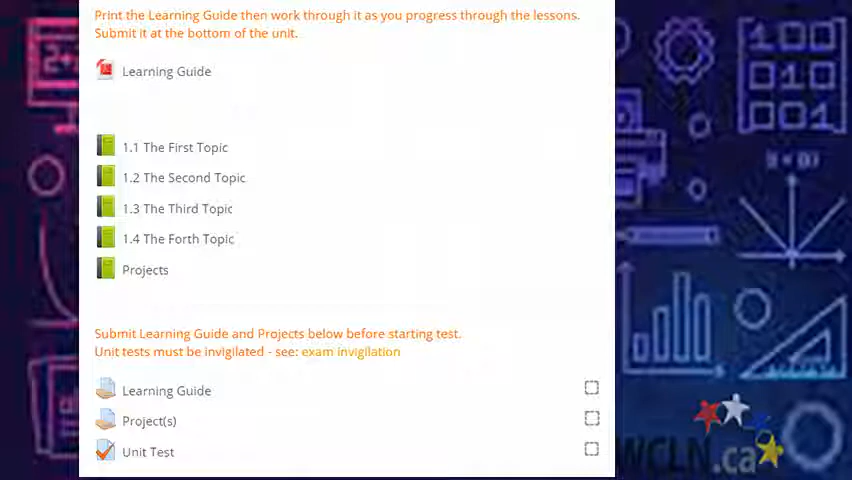 Print the Learning Guide then work through it as you progress through the lessons.
Submit it at the bottom of the unit.
Learning Guide
1.1 The First Topic
1.2 The Second Topic
1.3 The Third Topic
1.4 The Forth Topic
Projects
Submit Learning Guide and Projects below before starting test.
Unit tests must be invigilated - see: exam invigilation
Learning Guide
Project(s)
Unit Test
100
010
001
WCLN.ca